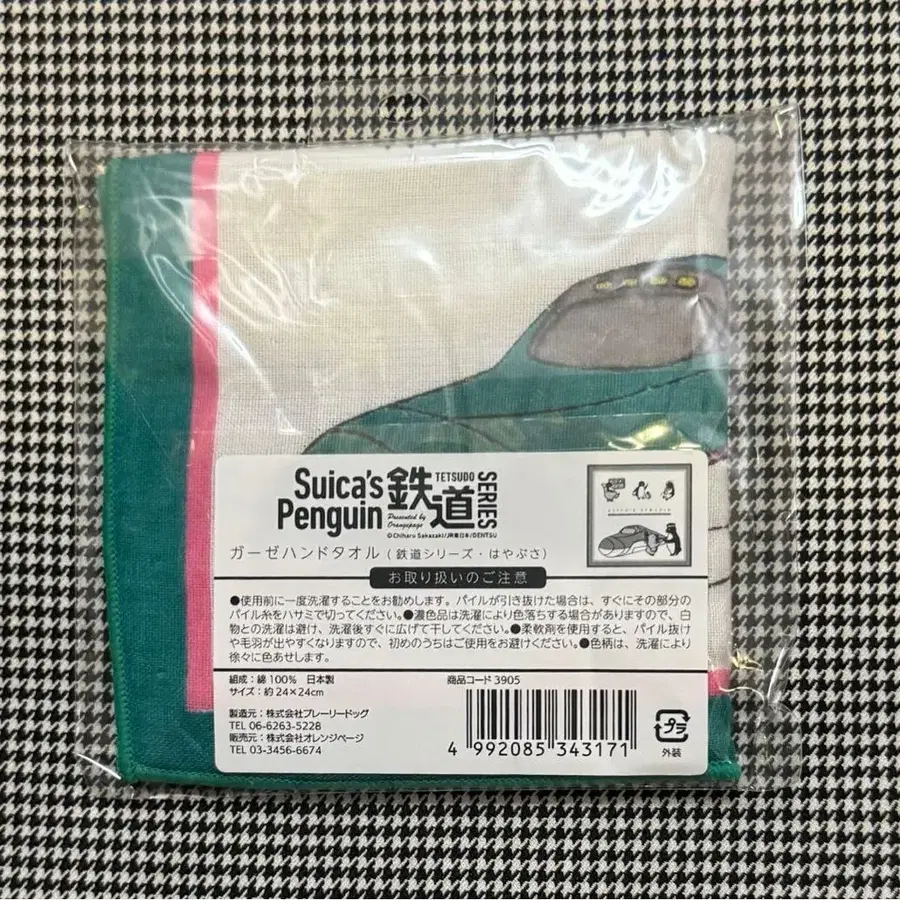 Suica's Penguin 鉄道 TETSUDO SERIES
Presented by Orangepage
©Chiharu Sakazaki/JR東日本/DENTSU
ガーゼハンドタオル (鉄道シリーズ・はやぶさ)
お取り扱いのご注意
●使用前に一度洗濯することをお勧めします。パイルが引き抜けた場合は、すぐにその部分の
パイル糸をハサミで切ってください。●濃色品は洗濯により色落ちする場合がありますので、白
物との洗濯は避け、洗濯後すぐに広げて干してください。●柔軟剤を使用すると、パイル抜け
や毛羽が出やすくなりますので、初めのうちはご使用をお避けください。●色柄は、洗濯により
徐々に色あせします。
組成：綿 100%　日本製
サイズ：約 24×24cm
商品コード 3905
製造元：株式会社プレーリードッグ
TEL 06-6263-5228
販売元：株式会社オレンジページ
TEL 03-3456-6674
4 992085 343171
プラ
外装